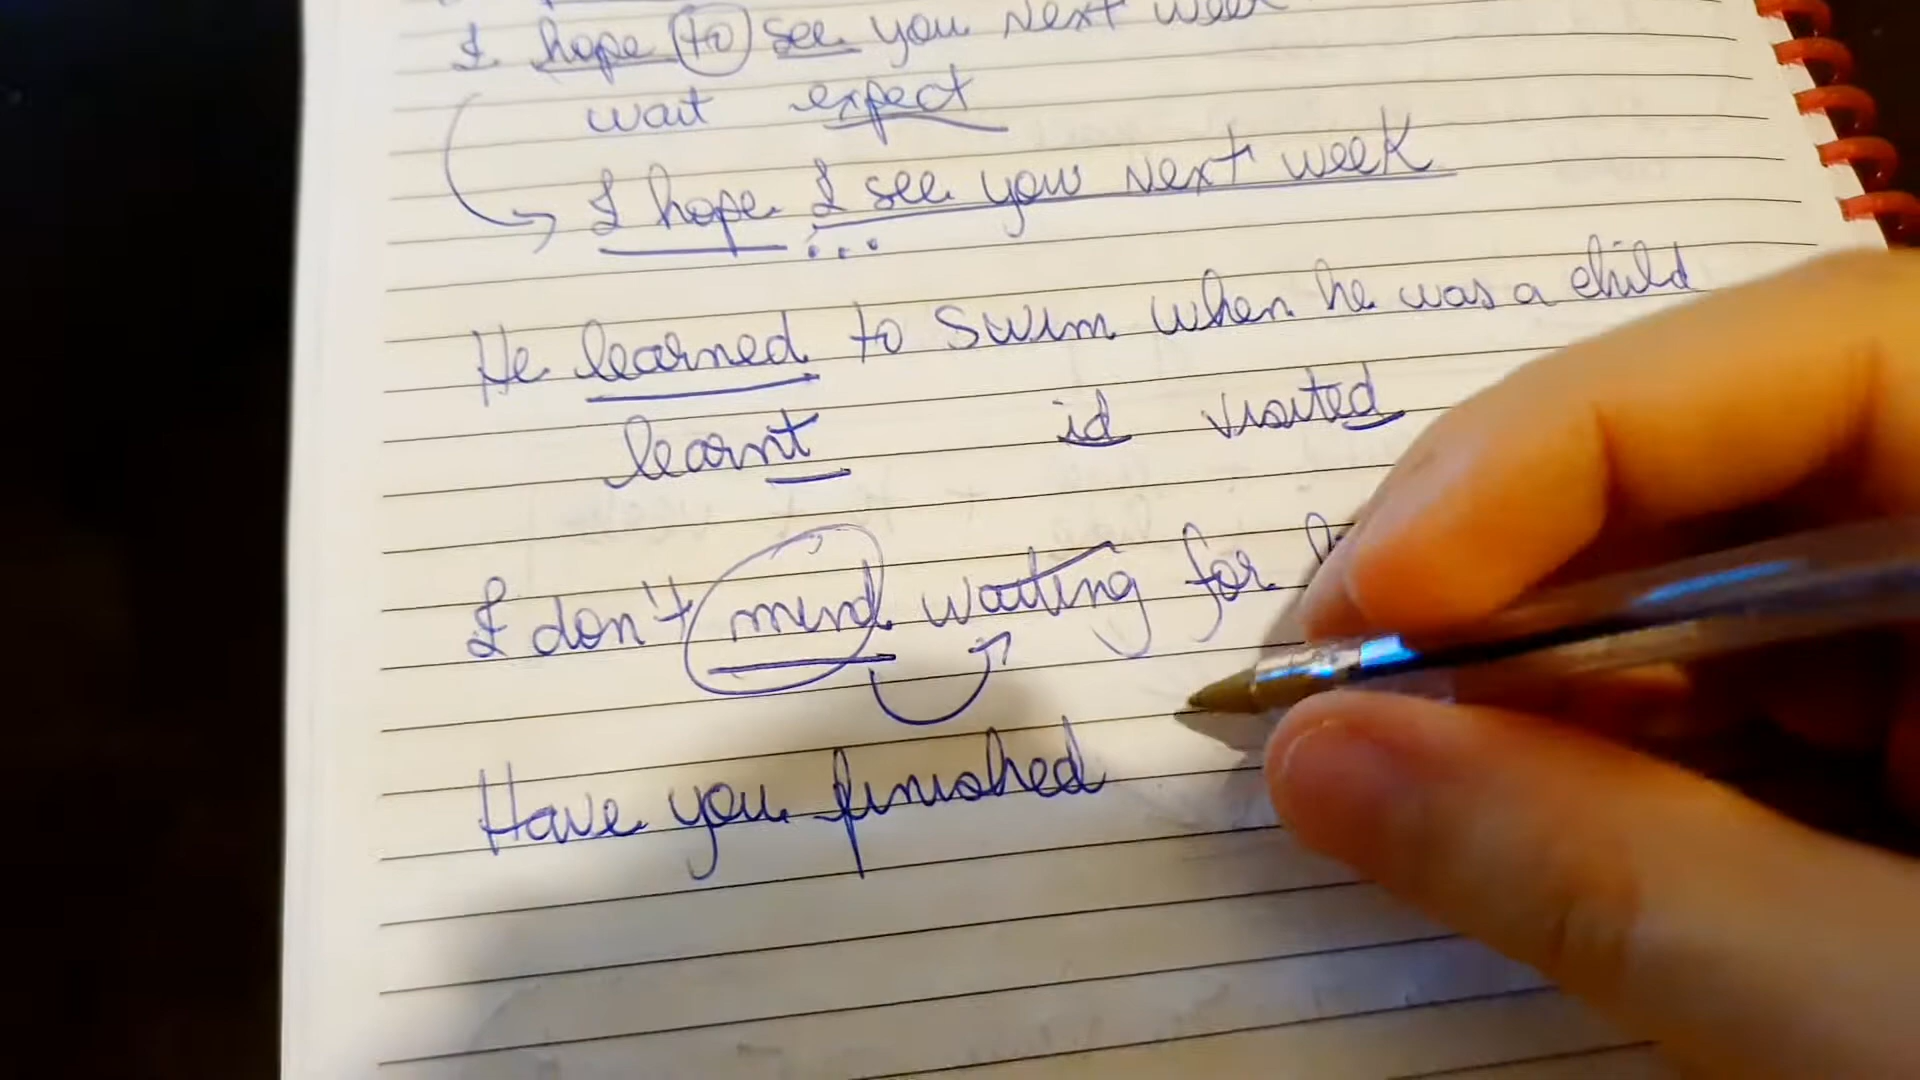 I hope to see you Next week
wait expect
I hope I see you Next week
...
He learned to swim when he was a child
learnt id visited
I don't mind waiting for
Have you finished